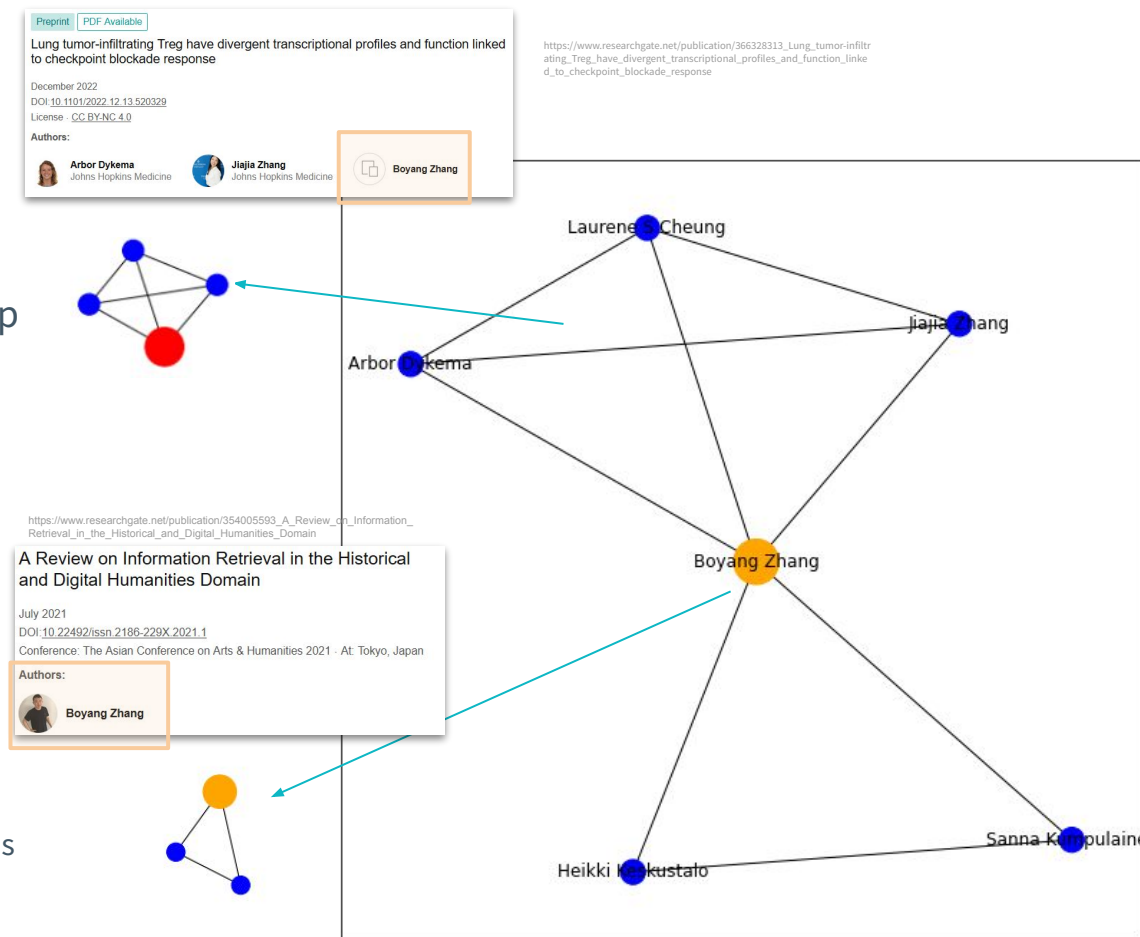 Preprint PDF Available
Lung tumor-infiltrating Treg have divergent transcriptional profiles and function linked
to checkpoint blockade response
December 2022
DOI:10.1101/2022.12.13.520329
License · CC BY-NC 4.0
Authors:
Arbor Dykema
Johns Hopkins Medicine
Jiajia Zhang
Johns Hopkins Medicine
Boyang Zhang
https://www.researchgate.net/publication/366328313_Lung_tumor-infiltr
ating_Treg_have_divergent_transcriptional_profiles_and_function_linke
d_to_checkpoint_blockade_response
Laurene S Cheung
p
Jiajia Zhang
Arbor Dykema
https://www.researchgate.net/publication/354005593_A_Review_on_Information_
Retrieval_in_the_Historical_and_Digital_Humanities_Domain
A Review on Information Retrieval in the Historical
and Digital Humanities Domain
July 2021
DOI:10.22492/issn.2186-229X.2021.1
Conference: The Asian Conference on Arts & Humanities 2021 · At: Tokyo, Japan
Authors:
Boyang Zhang
Boyang Zhang
s
Sanna Kumpulaine
Heikki Keskustalo